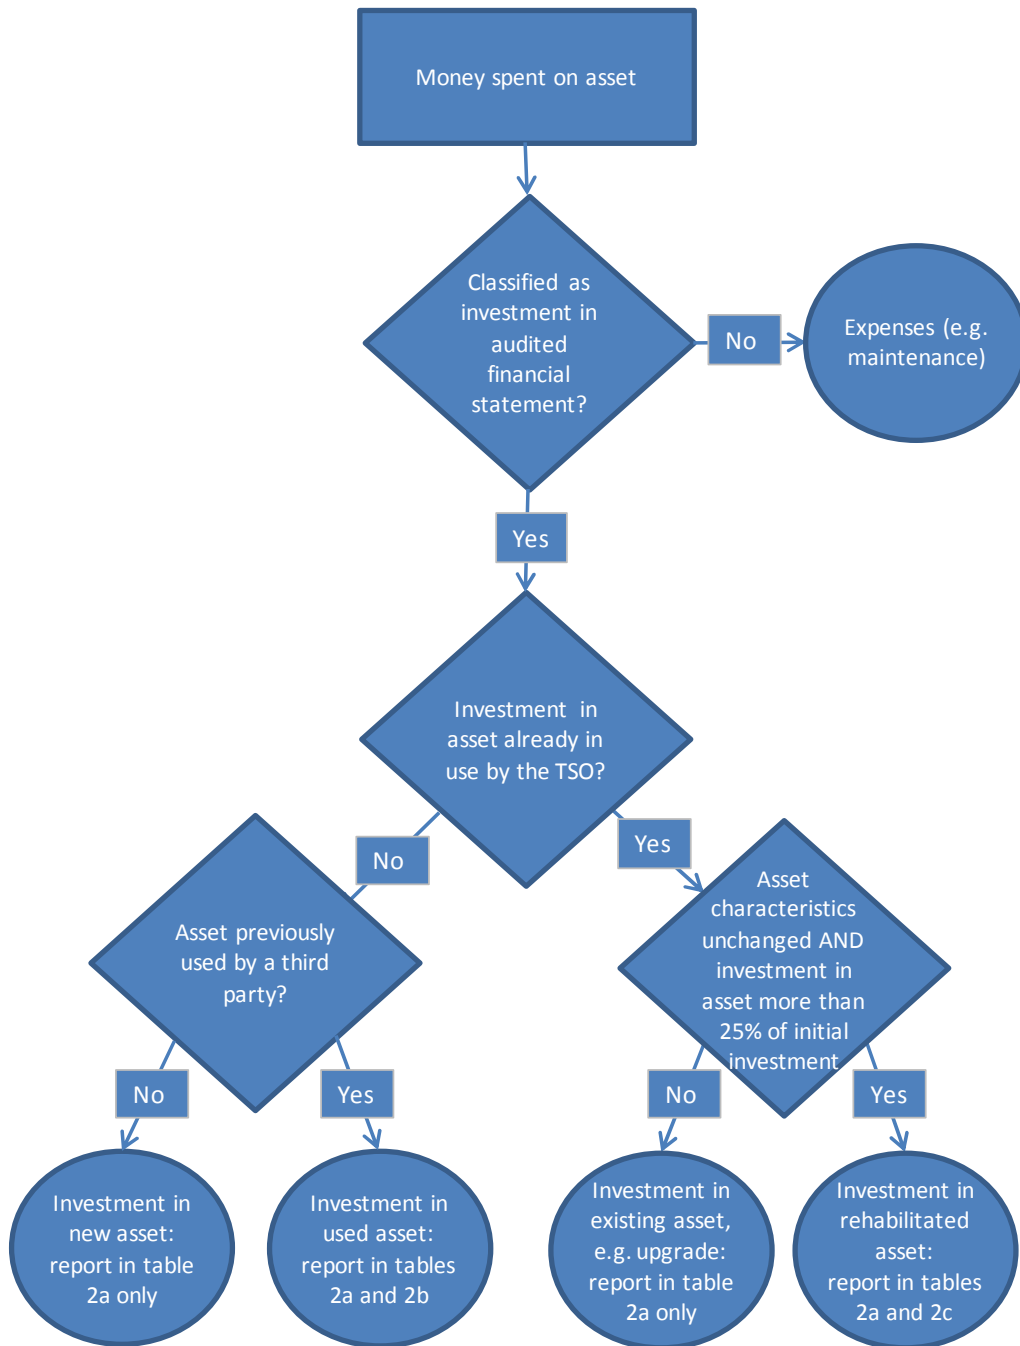 Money spent on asset
Classified as
investment in
audited
financial
statement?
No
Expenses (e.g.
maintenance)
Yes
Investment in
asset already in
use by the TSO?
No
Yes
Asset previously
used by a third
party?
Asset
characteristics
unchanged AND
investment in
asset more than
25% of initial
investment
No
Yes
No
Yes
Investment in
new asset:
report in table
2a only
Investment in
used asset:
report in tables
2a and 2b
Investment in
existing asset,
e.g. upgrade:
report in table
2a only
Investment in
rehabilitated
asset:
report in tables
2a and 2c